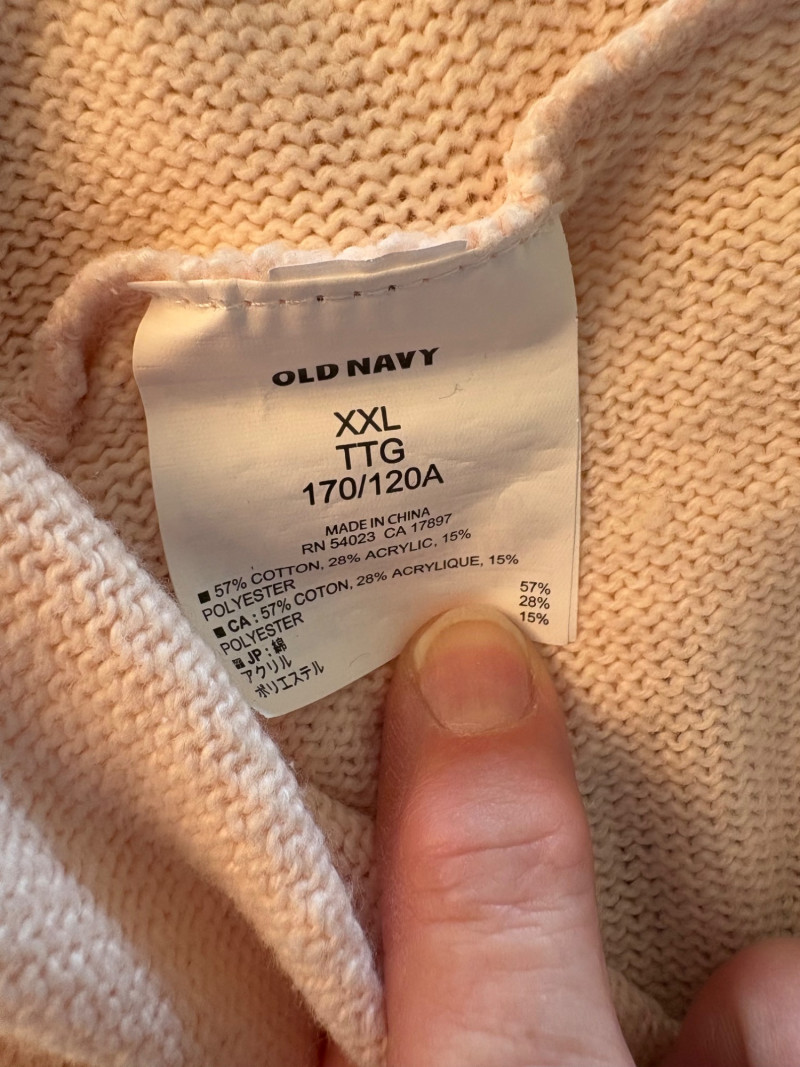 OLD NAVY
XXL
TTG
170/120A
MADE IN CHINA
RN 54023 CA 17897
■ 57% COTTON, 28% ACRYLIC, 15%
POLYESTER
■ CA : 57% COTON, 28% ACRYLIQUE, 15%
POLYESTER
■ JP : 綿 57%
アクリル 28%
ポリエステル 15%